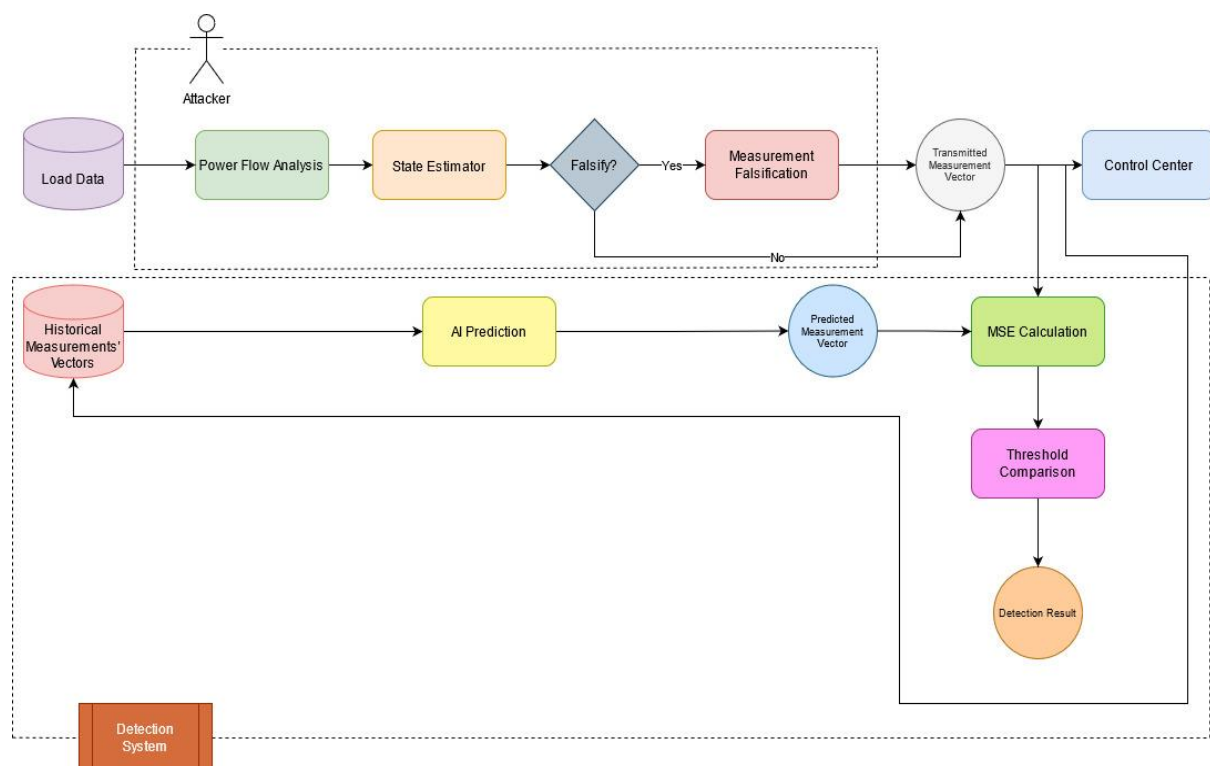 Attacker
Load Data
Power Flow Analysis
State Estimator
Falsify?
Yes
Measurement
Falsification
Transmitted
Measurement
Vector
Control Center
No
Historical
Measurements'
Vectors
AI Prediction
Predicted
Measurement
Vector
MSE Calculation
Threshold
Comparison
Detection Result
Detection
System